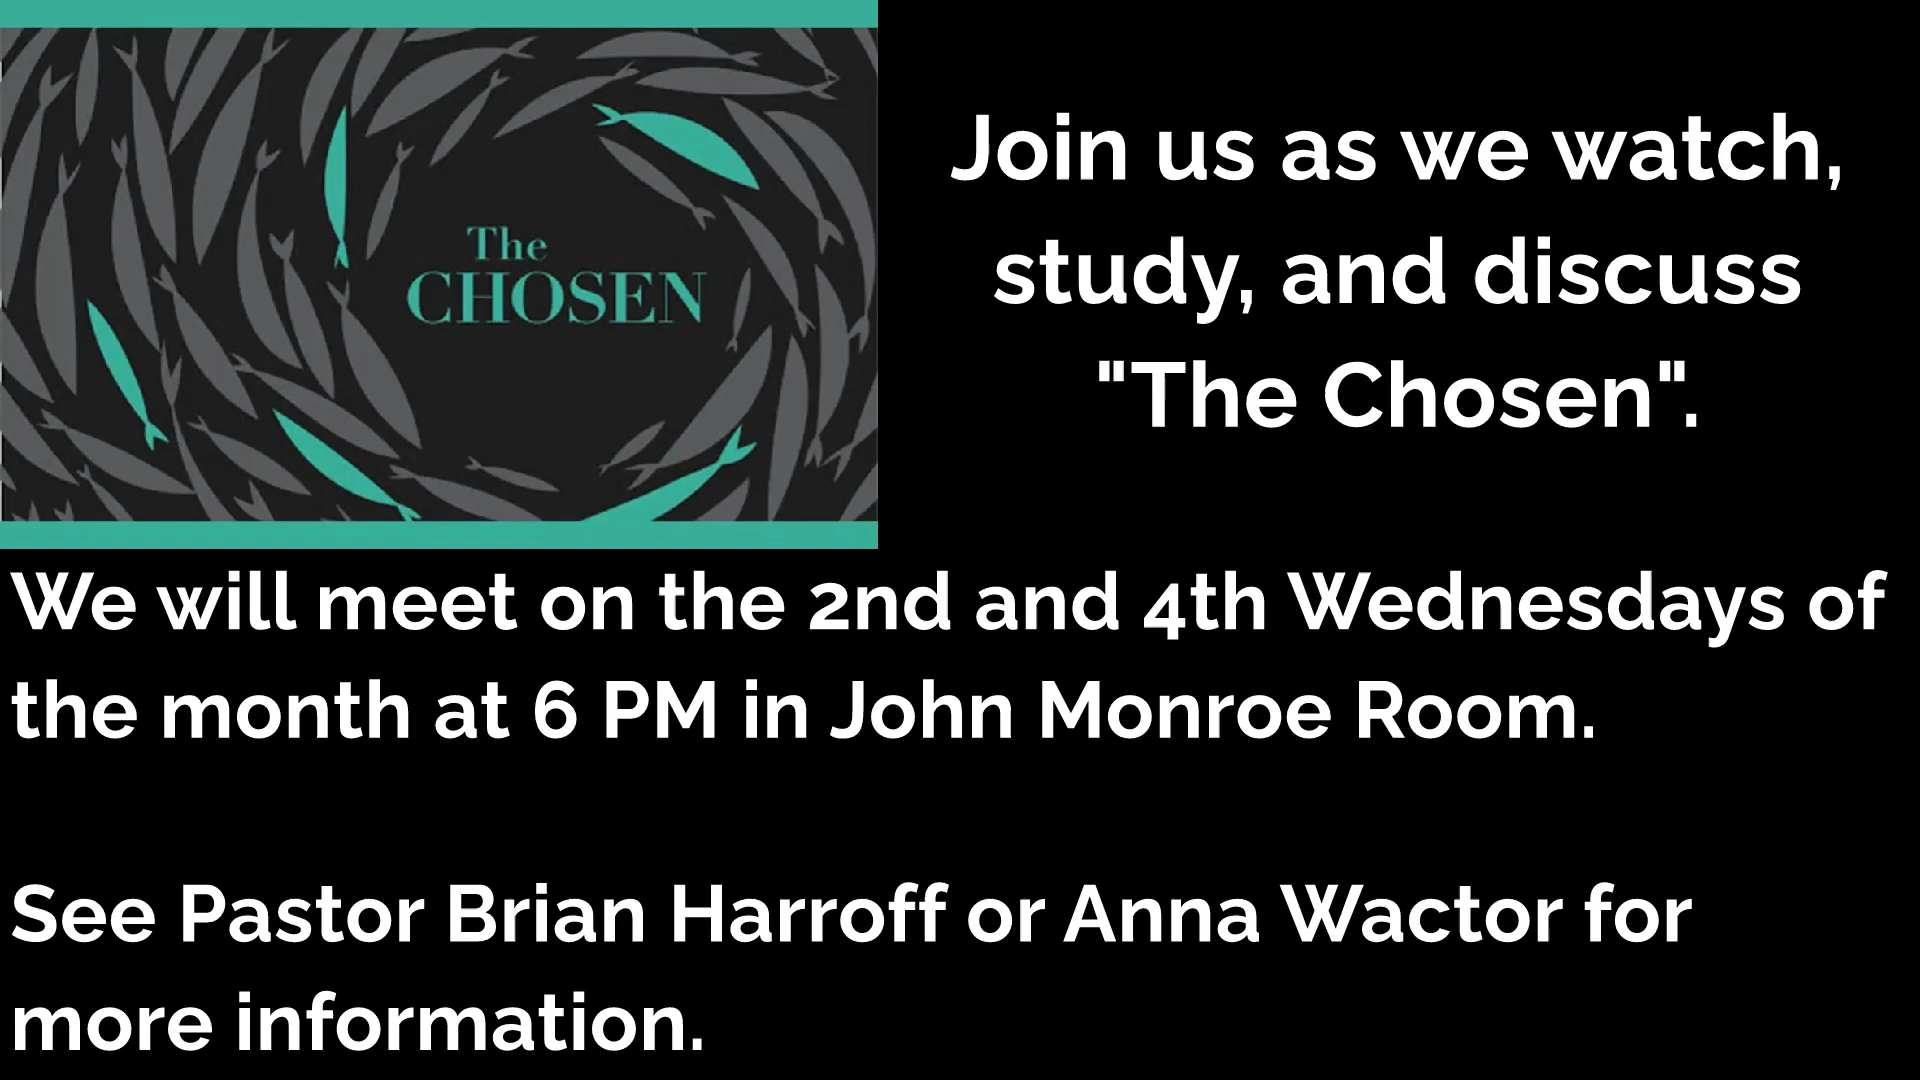 The
CHOSEN
Join us as we watch,
study, and discuss
"The Chosen".
We will meet on the 2nd and 4th Wednesdays of
the month at 6 PM in John Monroe Room.
See Pastor Brian Harroff or Anna Wactor for
more information.